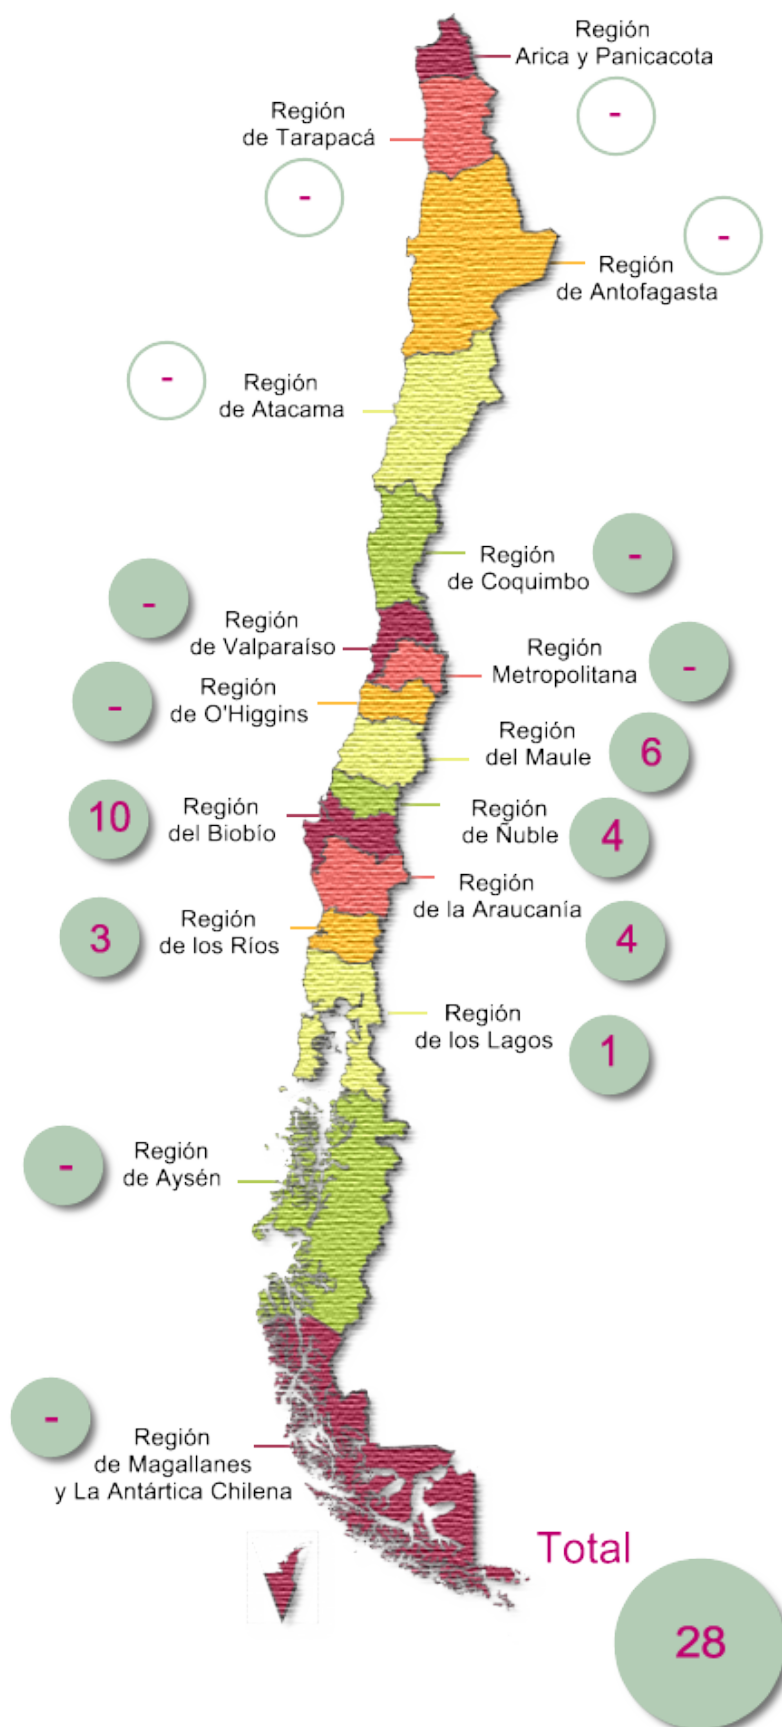 Región
Arica y Panicacota
-
Región
de Tarapacá
-
-
Región
de Antofagasta
-
Región
de Atacama
Región
de Coquimbo
-
-
Región
de Valparaíso
Región
Metropolitana
-
-
Región
de O'Higgins
Región
del Maule
6
10
Región
del Biobío
Región
de Ñuble
4
Región
de la Araucanía
4
3
Región
de los Ríos
Región
de los Lagos
1
-
Región
de Aysén
-
Región
de Magallanes
y La Antártica Chilena
Total
28